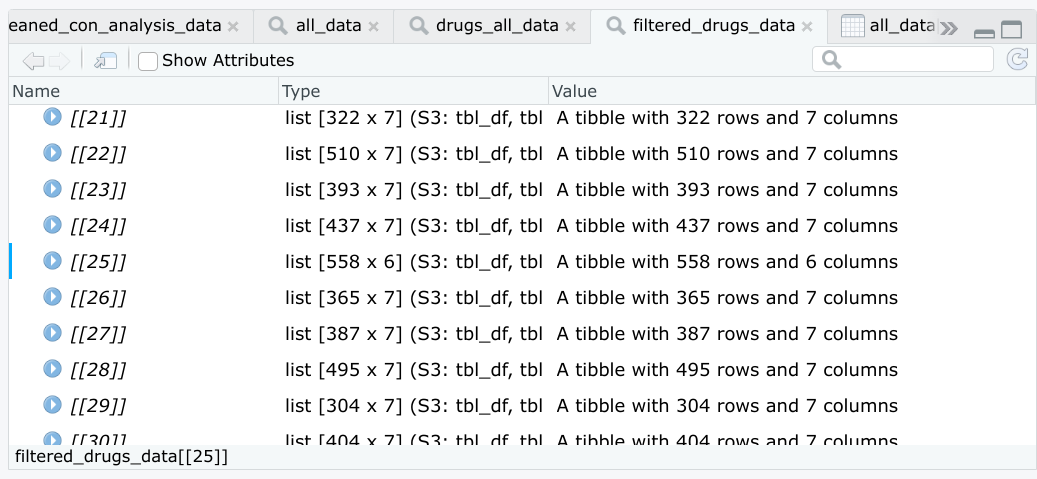 eaned_con_analysis_data all_data drugs_all_data filtered_drugs_data all_data
Show Attributes
Name Type Value
[[21]] list [322 x 7] (S3: tbl_df, tbl A tibble with 322 rows and 7 columns
[[22]] list [510 x 7] (S3: tbl_df, tbl A tibble with 510 rows and 7 columns
[[23]] list [393 x 7] (S3: tbl_df, tbl A tibble with 393 rows and 7 columns
[[24]] list [437 x 7] (S3: tbl_df, tbl A tibble with 437 rows and 7 columns
[[25]] list [558 x 6] (S3: tbl_df, tbl A tibble with 558 rows and 6 columns
[[26]] list [365 x 7] (S3: tbl_df, tbl A tibble with 365 rows and 7 columns
[[27]] list [387 x 7] (S3: tbl_df, tbl A tibble with 387 rows and 7 columns
[[28]] list [495 x 7] (S3: tbl_df, tbl A tibble with 495 rows and 7 columns
[[29]] list [304 x 7] (S3: tbl_df, tbl A tibble with 304 rows and 7 columns
[[30]] list [404 x 7] (S3: tbl_df, tbl A tibble with 404 rows and 7 columns
filtered_drugs_data[[25]]